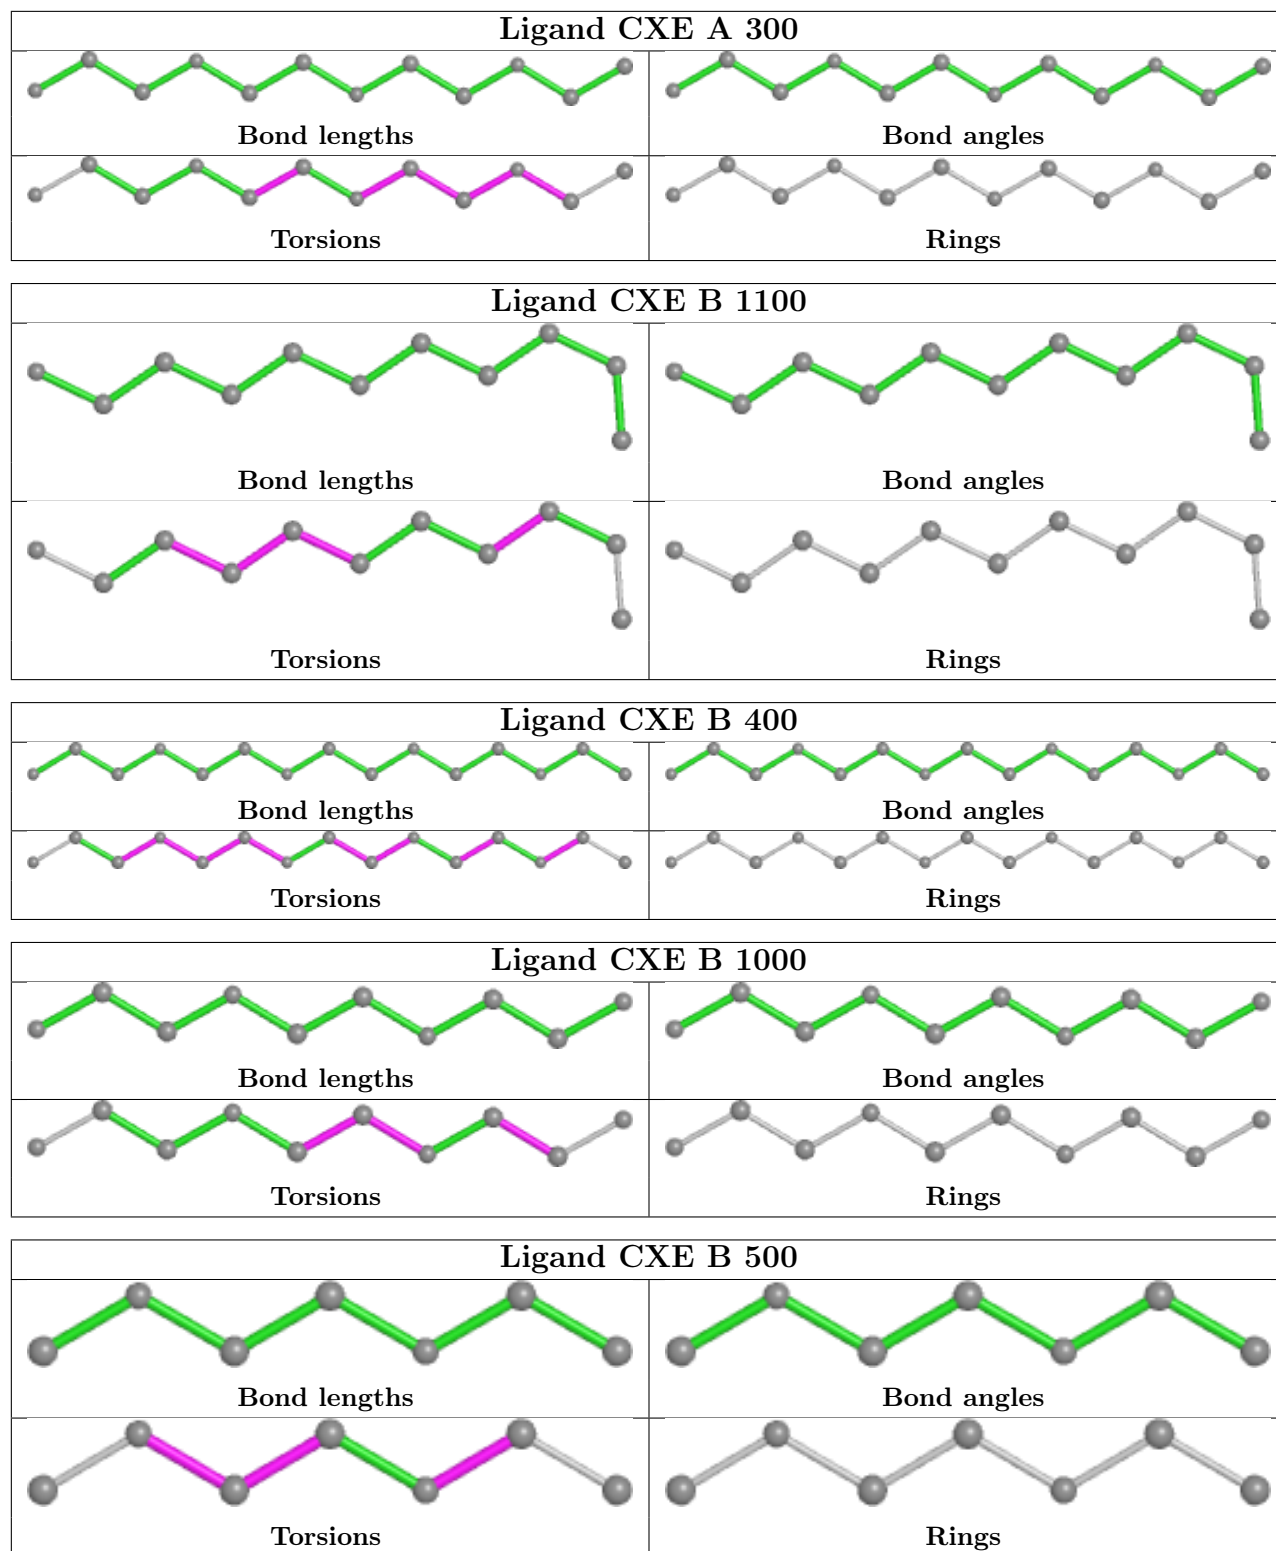 Ligand CXE A 300
Bond lengths
Bond angles
Torsions
Rings
Ligand CXE B 1100
Bond lengths
Bond angles
Torsions
Rings
Ligand CXE B 400
Bond lengths
Bond angles
Torsions
Rings
Ligand CXE B 1000
Bond lengths
Bond angles
Torsions
Rings
Ligand CXE B 500
Bond lengths
Bond angles
Torsions
Rings